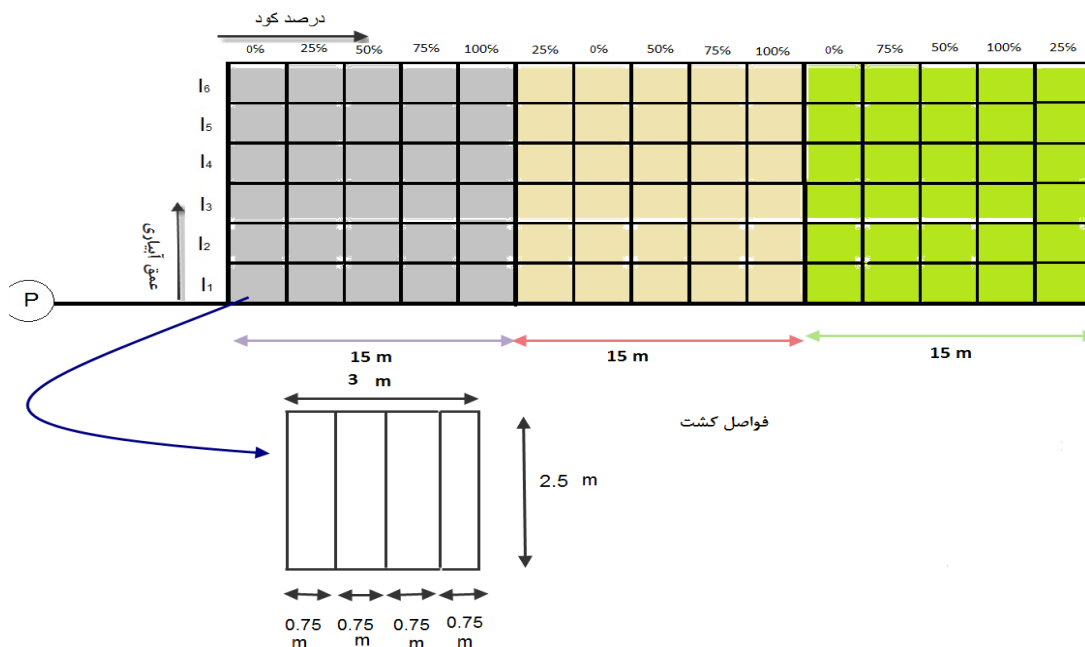 درصد کود
0% 25% 50% 75% 100% 25% 0% 50% 75% 100% 0% 75% 50% 100% 25%
I₆
I₅
I₄
I₃
I₂
I₁
عمق آبیاری
P
15 m 15 m 15 m
3 m
فواصل کشت
2.5 m
0.75 0.75 0.75 0.75
m m m m